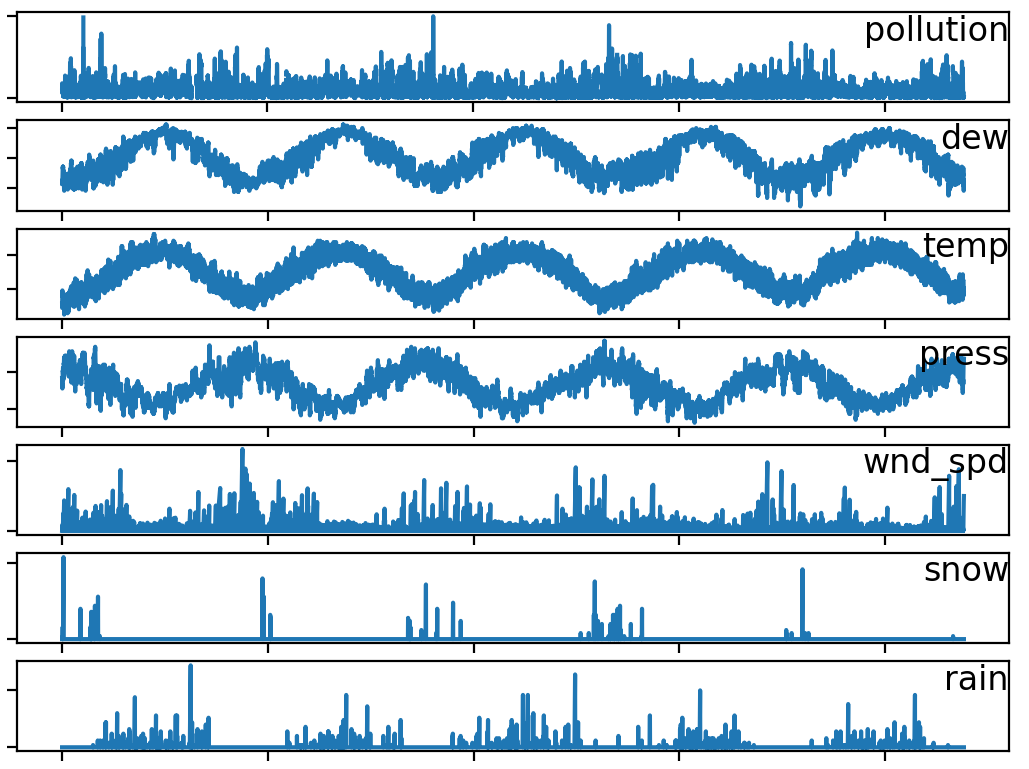 pollution
dew
temp
press
wnd_spd
snow
rain